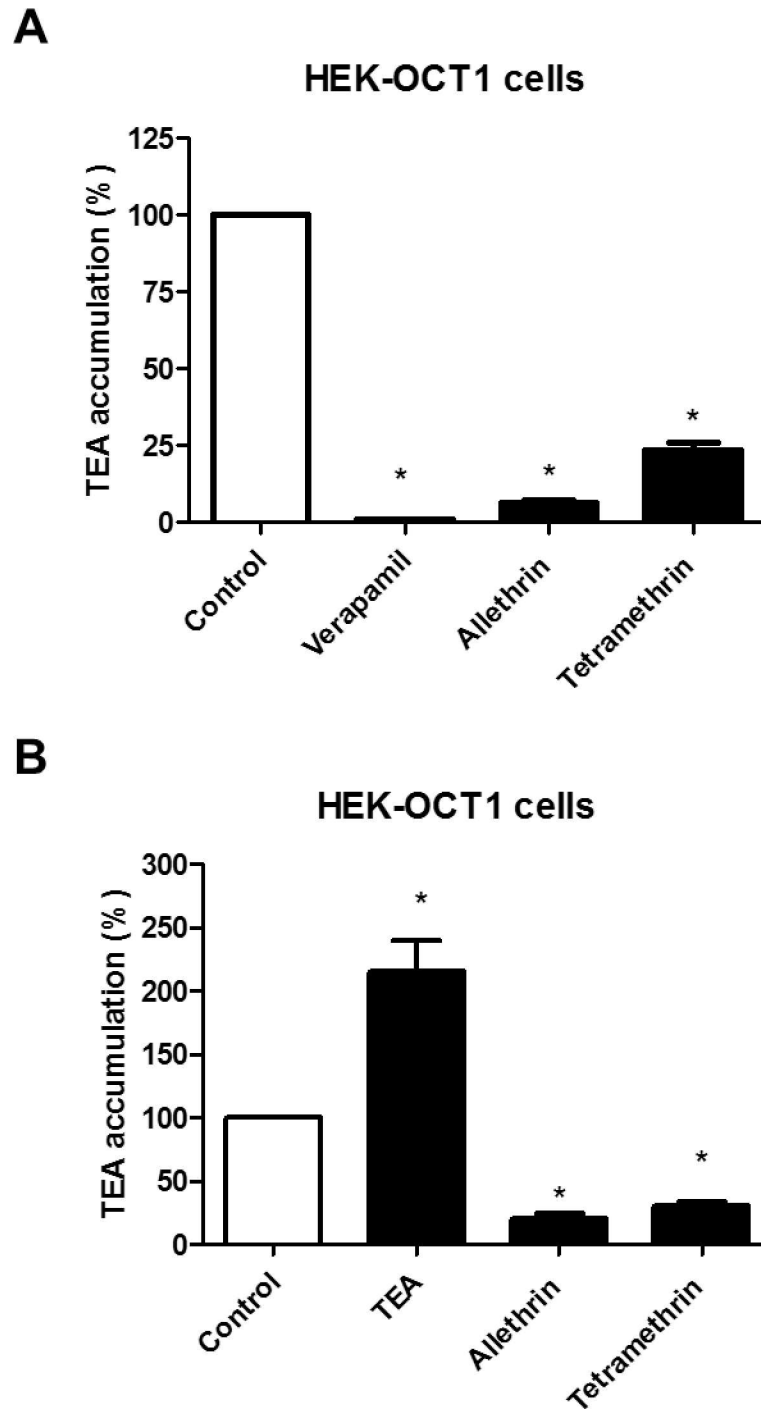 A
HEK-OCT1 cells
TEA accumulation (%)
125
100
75
50
25
0
*
*
*
Control
Verapamil
Allethrin
Tetramethrin
B
HEK-OCT1 cells
TEA accumulation (%)
300
250
200
150
100
50
0
*
*
*
Control
TEA
Allethrin
Tetramethrin